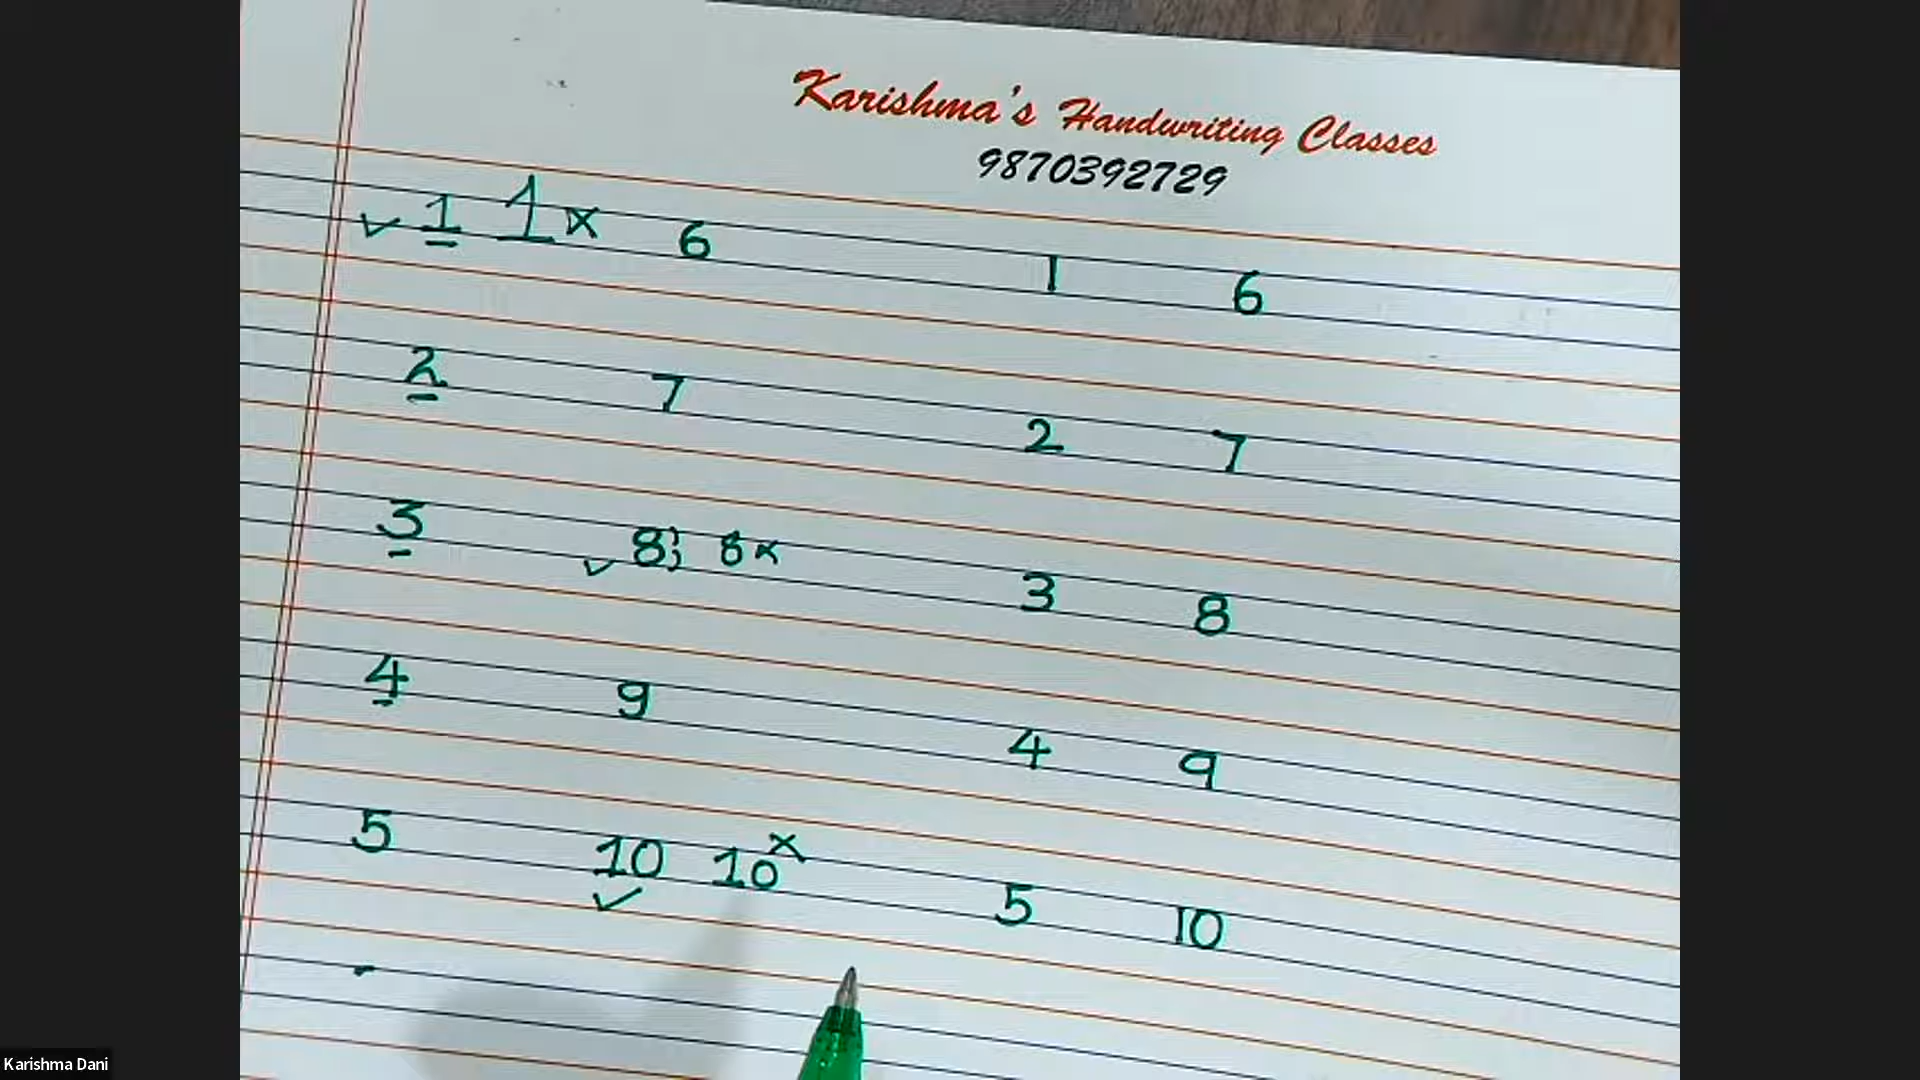 Karishma's Handwriting Classes
9870392729
✓ 1 1 x 6 1 6
2 7 2 7
3 ✓ 8; 8 x 3 8
4 9 4 9
5 10 10 x 5 10
✓
Karishma Dani